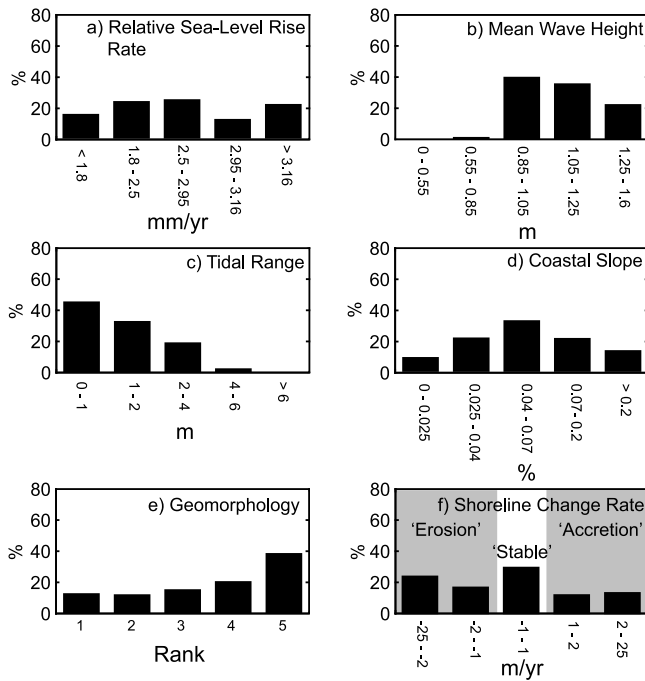 80
60
40
20
0
%
a) Relative Sea-Level Rise
Rate
< 1.8
1.8 - 2.5
2.5 - 2.95
2.95 - 3.16
> 3.16
mm/yr
80
60
40
20
0
%
b) Mean Wave Height
0 - 0.55
0.55 - 0.85
0.85 - 1.05
1.05 - 1.25
1.25 - 1.6
m
80
60
40
20
0
%
c) Tidal Range
0 - 1
1 - 2
2 - 4
4 - 6
> 6
m
80
60
40
20
0
%
d) Coastal Slope
0 - 0.025
0.025 - 0.04
0.04 - 0.07
0.07- 0.2
> 0.2
%
80
60
40
20
0
%
e) Geomorphology
1 2 3 4 5
Rank
80
60
40
20
0
%
f) Shoreline Change Rate
'Erosion' 'Accretion'
'Stable'
-25 - -2
-2 - -1
-1 - 1
1 - 2
2 - 25
m/yr